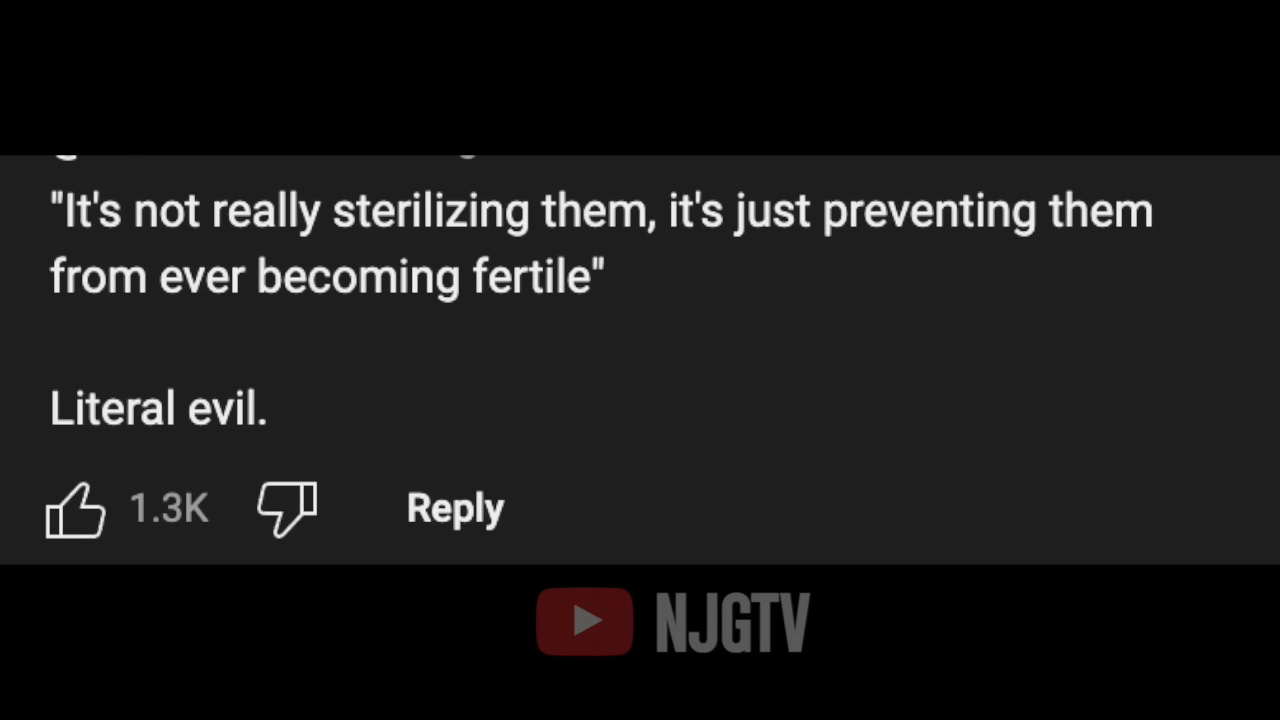 "It's not really sterilizing them, it's just preventing them
from ever becoming fertile"
Literal evil.
1.3K Reply
NJGTV